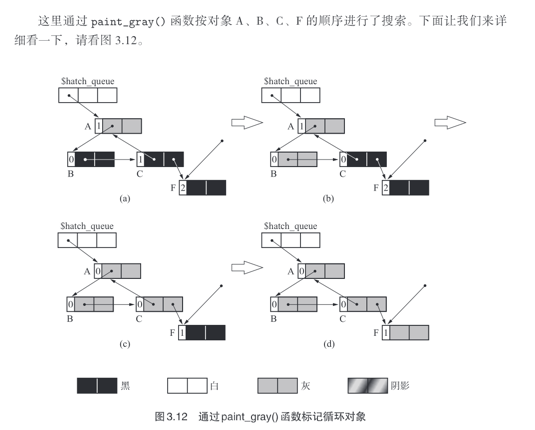 这里通过 paint_gray() 函数按对象 A、B、C、F 的顺序进行了搜索。下面让我们来详
细看一下，请看图 3.12。
$hatch_queue
A 1
0 1
B C
F 2
(a)
$hatch_queue
A 1
0 0
B C
F 2
(b)
$hatch_queue
A 0
0 0
B C
F 1
(c)
$hatch_queue
A 0
0 0
B C
F 1
(d)
黑 白 灰 阴影
图 3.12 通过 paint_gray() 函数标记循环对象